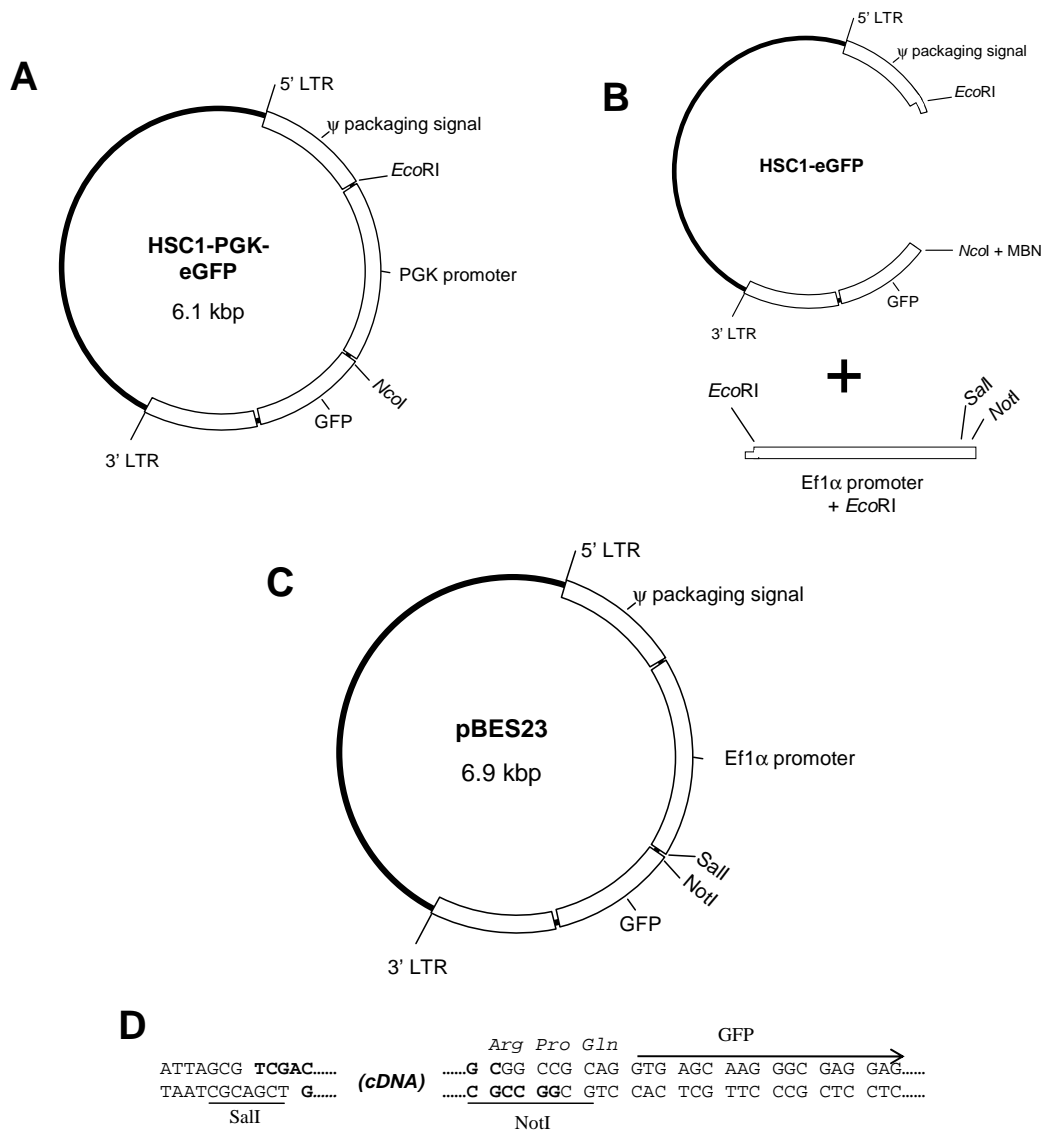 A
5' LTR
ψ packaging signal
EcoRI
HSC1-PGK-
eGFP
6.1 kbp
PGK promoter
NcoI
GFP
3' LTR
B
5' LTR
ψ packaging signal
EcoRI
HSC1-eGFP
NcoI + MBN
GFP
3' LTR
+
EcoRI
SalI
NotI
Ef1α promoter
+ EcoRI
C
5' LTR
ψ packaging signal
pBES23
6.9 kbp
Ef1α promoter
SalI
NotI
GFP
3' LTR
D
Arg Pro Gln
GFP
ATTAGCG TCGAC...... ......G CGG CCG CAG GTG AGC AAG GGC GAG GAG......
(cDNA)
TAATCGCAGCT G...... ......C GCC GGC GTC CAC TCG TTC CCG CTC CTC......
SalI
NotI